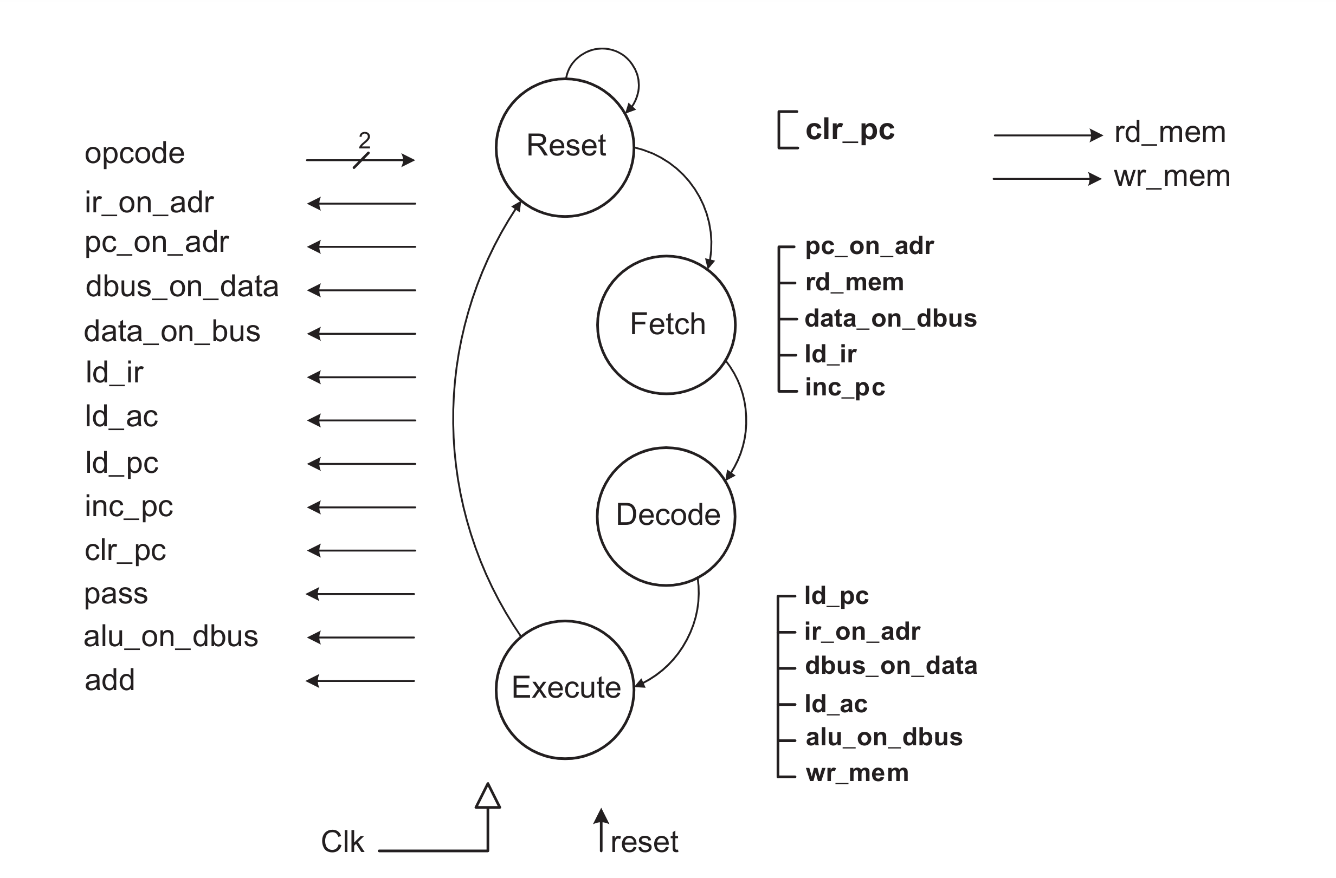 opcode
2
ir_on_adr
pc_on_adr
dbus_on_data
data_on_bus
ld_ir
ld_ac
ld_pc
inc_pc
clr_pc
pass
alu_on_dbus
add
Reset
Fetch
Decode
Execute
Clk
reset
clr_pc
pc_on_adr
rd_mem
data_on_dbus
ld_ir
inc_pc
ld_pc
ir_on_adr
dbus_on_data
ld_ac
alu_on_dbus
wr_mem
rd_mem
wr_mem